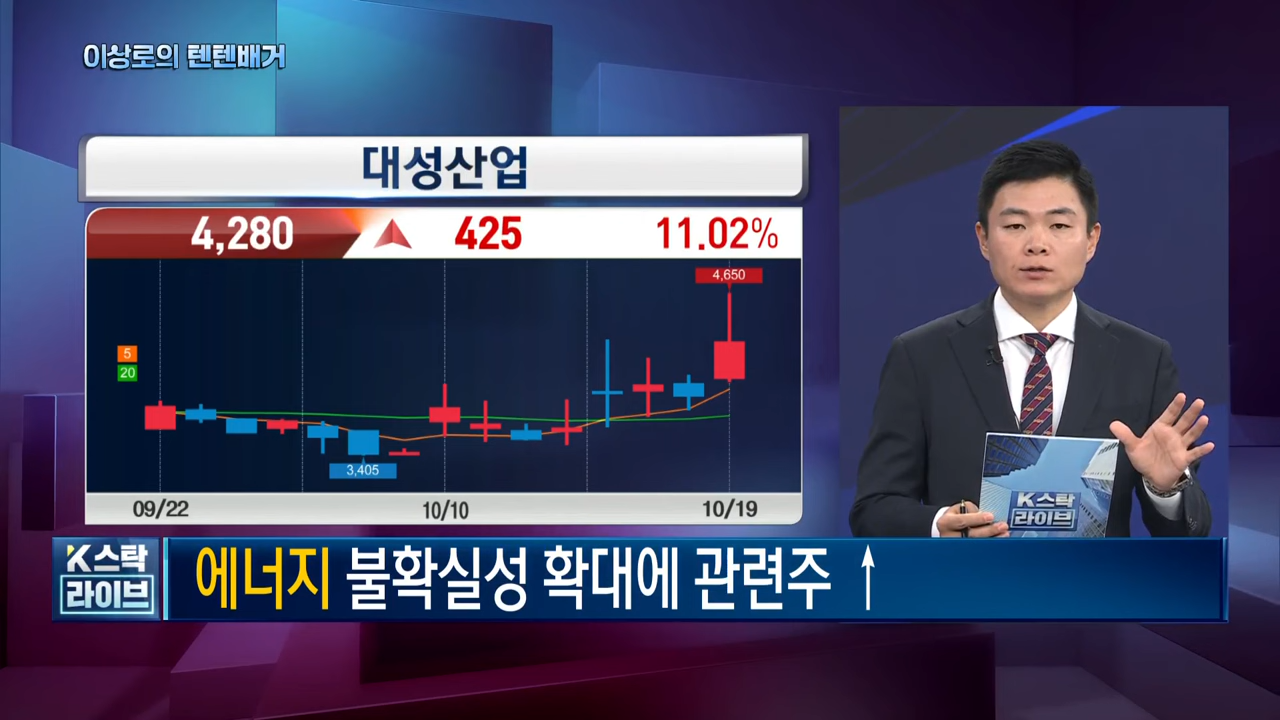 이상로의 텐텐배거
대성산업
4,280 425 11.02%
4,650
5
20
3,405
09/22 10/10 10/19
K스탁
라이브
K스탁
라이브
에너지 불확실성 확대에 관련주 ↑